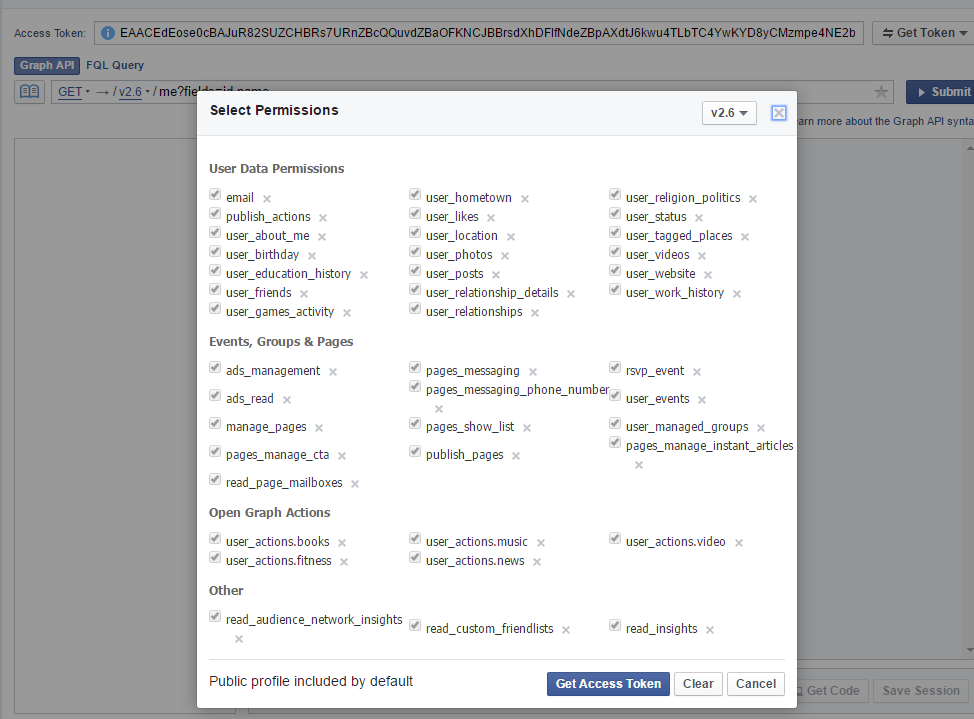 Access Token: EAACEdEose0cBAJuR82SUZCHBRs7URnZBcQQuvdZBaOFKNCJBBrsdXhDFIfNdeZBpAXdtJ6kwu4TLbTC4YwKYD8yCMzmpe4NE2b Get Token
Graph API FQL Query
GET → / v2.6 / me?fields=id,name Submit
Select Permissions v2.6
earn more about the Graph API synta
User Data Permissions
email user_hometown user_religion_politics
publish_actions user_likes user_status
user_about_me user_location user_tagged_places
user_birthday user_photos user_videos
user_education_history user_posts user_website
user_friends user_relationship_details user_work_history
user_games_activity user_relationships
Events, Groups & Pages
ads_management pages_messaging rsvp_event
ads_read pages_messaging_phone_number user_events
manage_pages pages_show_list user_managed_groups
pages_manage_cta publish_pages pages_manage_instant_articles
read_page_mailboxes
Open Graph Actions
user_actions.books user_actions.music user_actions.video
user_actions.fitness user_actions.news
Other
read_audience_network_insights read_custom_friendlists read_insights
Public profile included by default Get Access Token Clear Cancel
Get Code Save Session